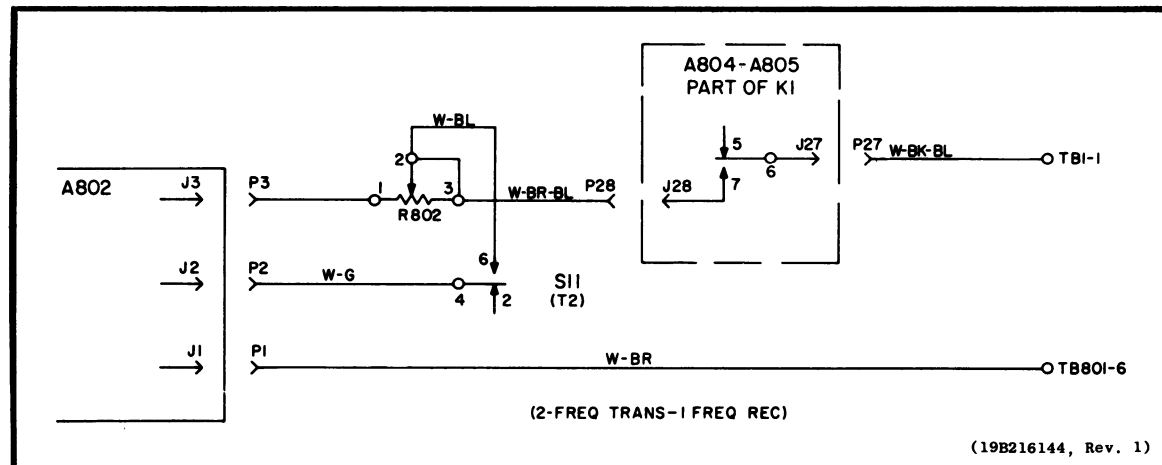 A804-A805
PART OF K1
W-BL
5
J27
P27
W-BK-BL
TB1-1
6
2
A802
J3
P3
1
3
W-BR-BL
P28
J28
7
R802
6
J2
P2
W-G
S11
(T2)
4
2
J1
P1
W-BR
TB801-6
(2-FREQ TRANS-1 FREQ REC)
(19B216144, Rev. 1)